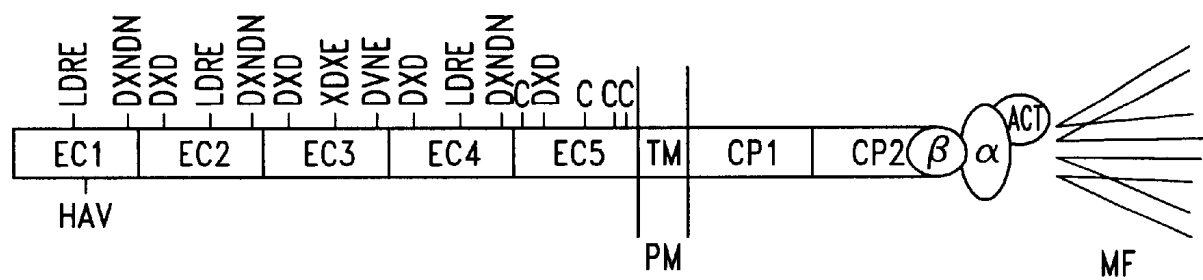 LDRE DXNDN DXD LDRE DXNDN DXD XDXE DVNE DXD LDRE DXNDN C DXD C CC
EC1 EC2 EC3 EC4 EC5 TM CP1 CP2 β α ACT
HAV
PM MF